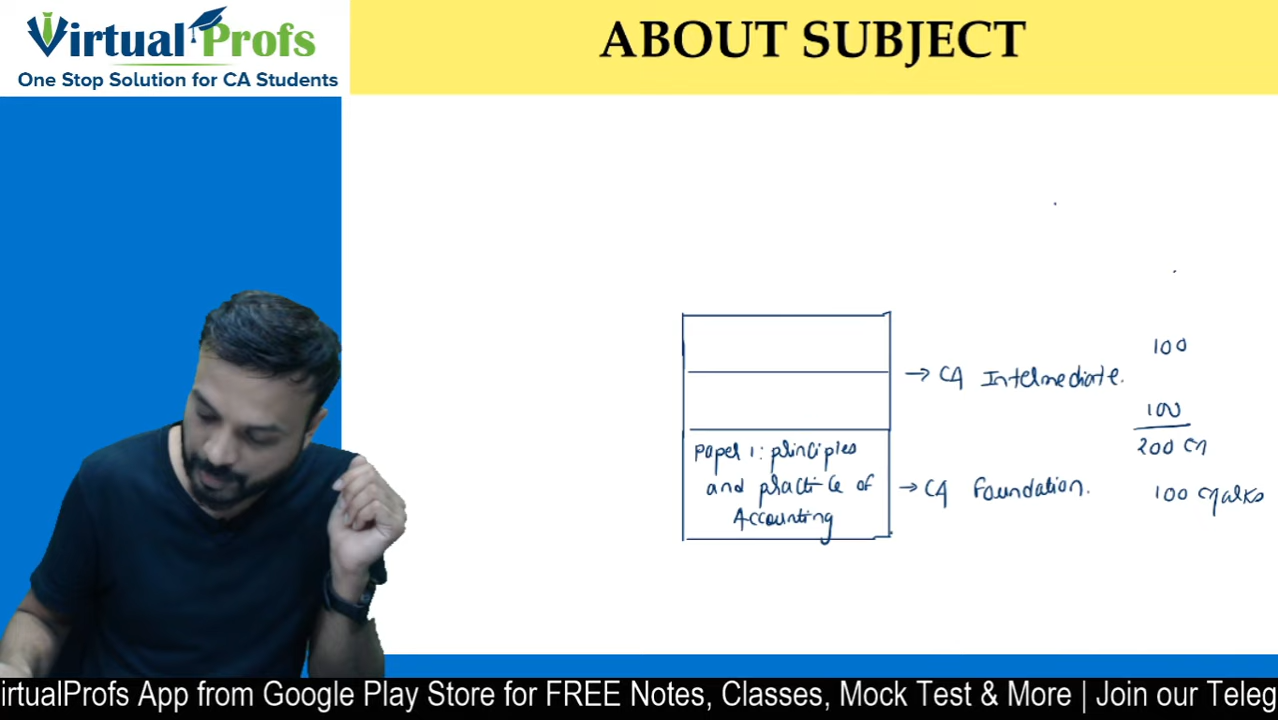 Virtual Profs
One Stop Solution for CA Students
ABOUT SUBJECT
100
→ CA Intermediate.
100
200 M
Paper 1: principles
and practice of
Accounting
→ CA Foundation.
100 Marks
irtualProfs App from Google Play Store for FREE Notes, Classes, Mock Test & More | Join our Teleg